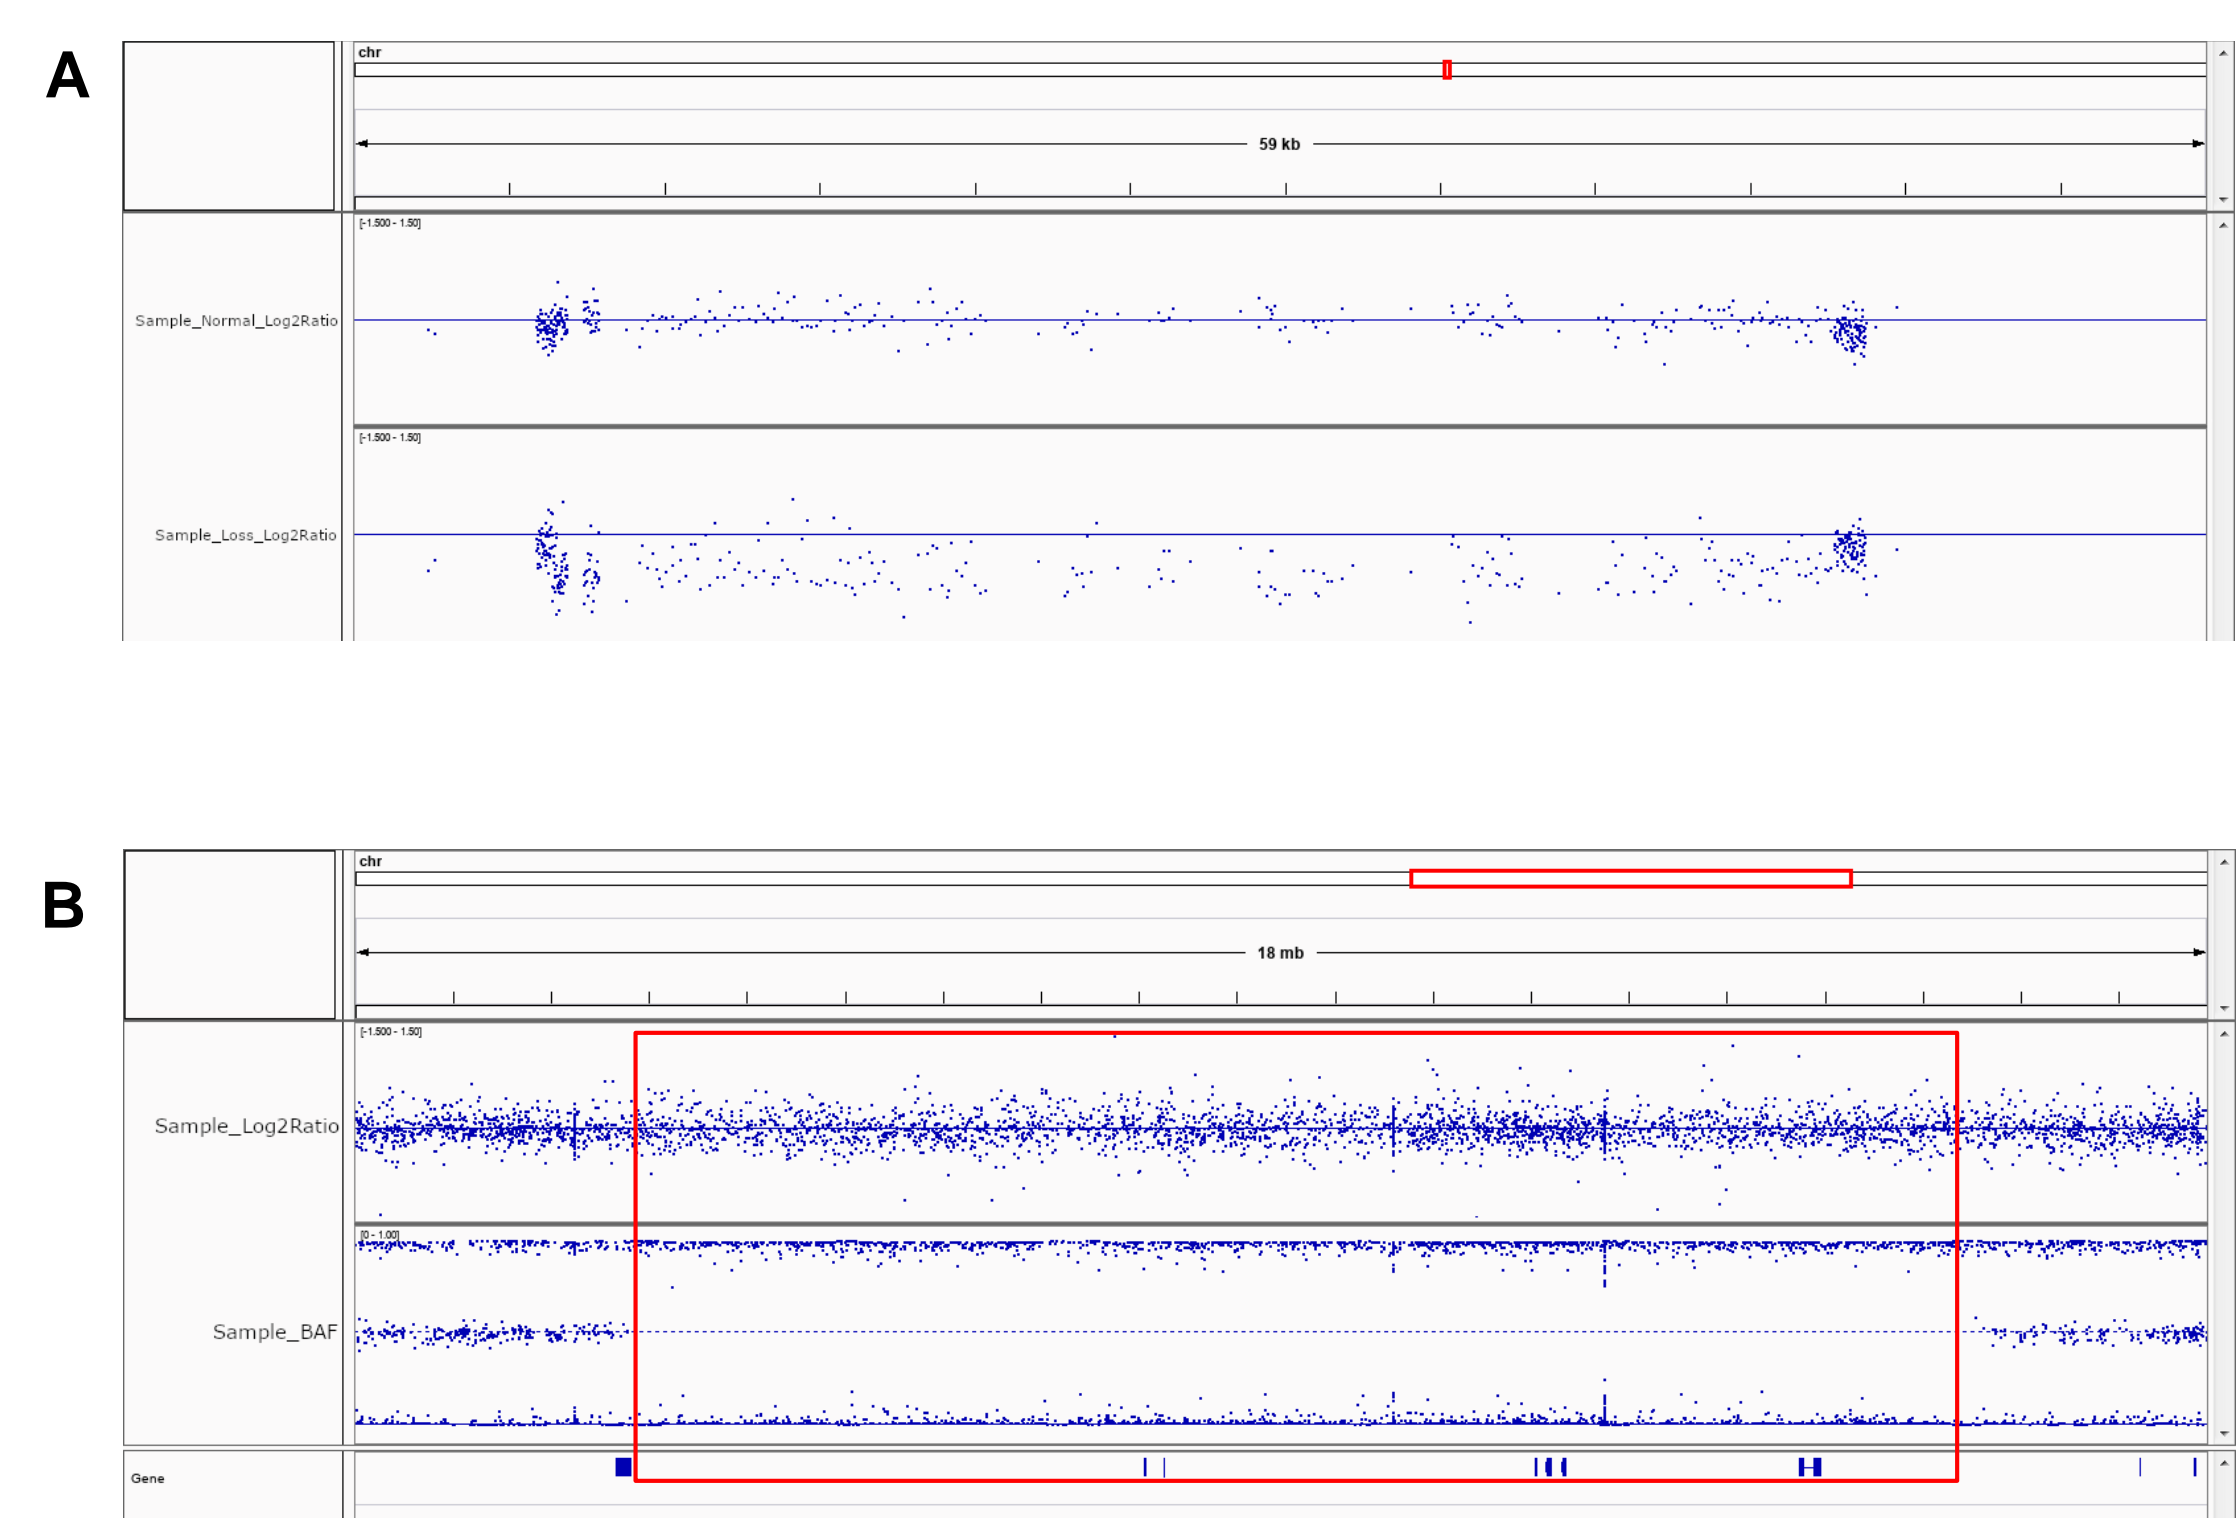 A
chr
59 kb
[-1.500 - 1.50]
Sample_Normal_Log2Ratio
[-1.500 - 1.50]
Sample_Loss_Log2Ratio
B
chr
18 mb
[-1.500 - 1.50]
Sample_Log2Ratio
[0 - 1.00]
Sample_BAF
Gene